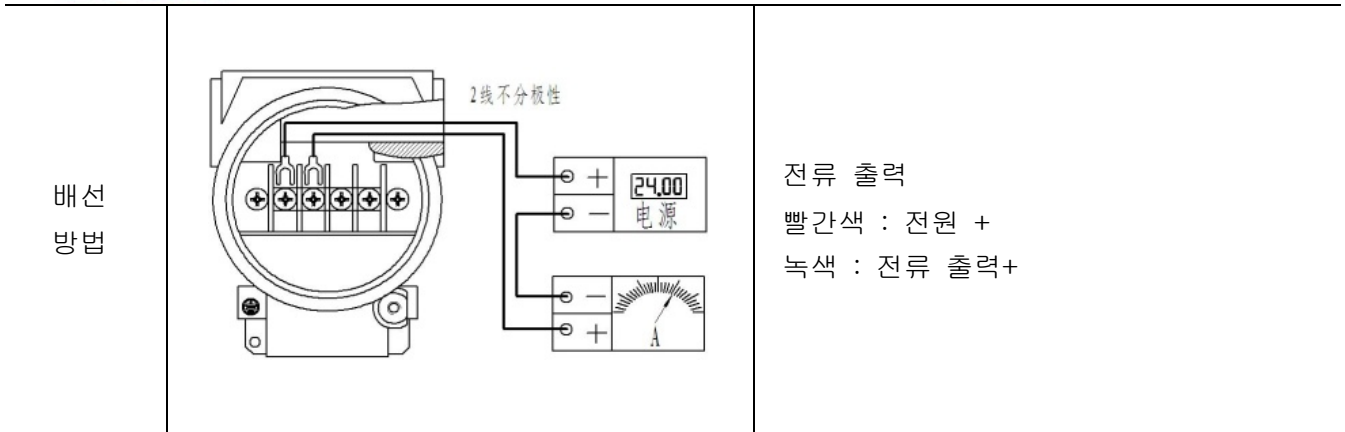 배선
방법
2线不分极性
+
24.00
−
电源
−
+
A
전류 출력
빨간색 : 전원 +
녹색 : 전류 출력+